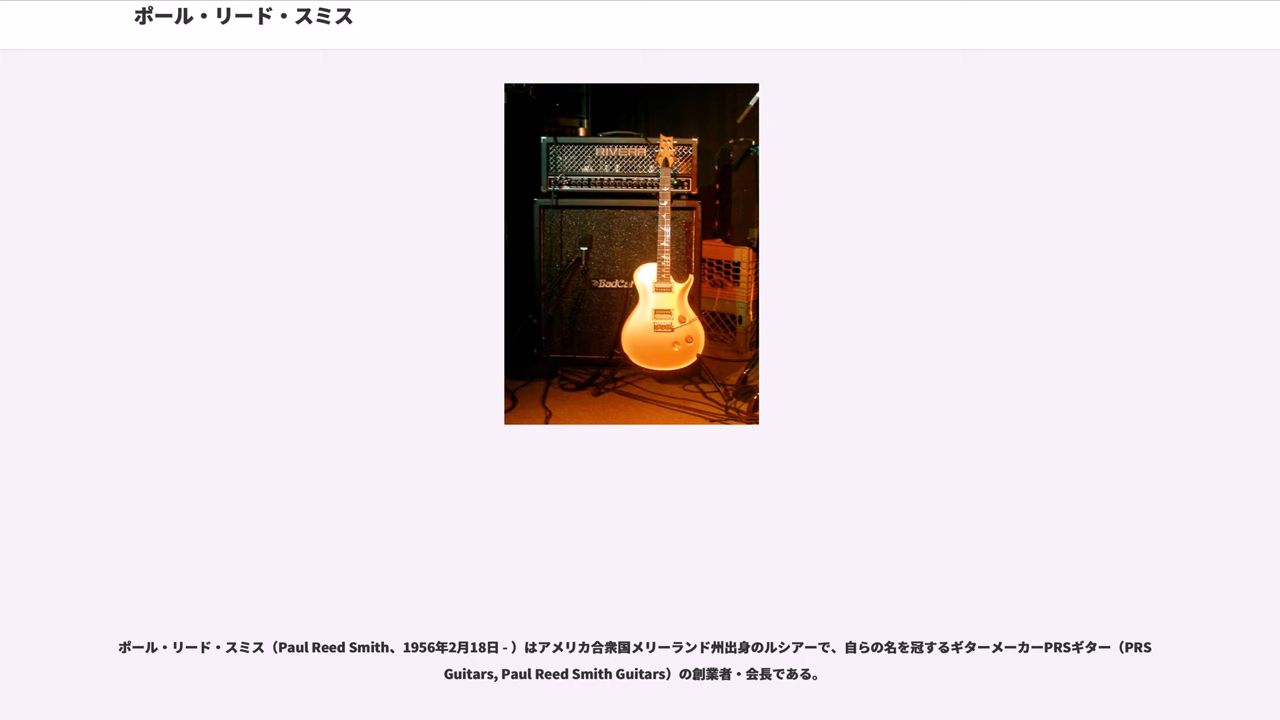 ポール・リード・スミス
RIVERA
BadCat
ポール・リード・スミス（Paul Reed Smith、1956年2月18日 - ）はアメリカ合衆国メリーランド州出身のルシアーで、自らの名を冠するギターメーカーPRSギター（PRS
Guitars, Paul Reed Smith Guitars）の創業者・会長である。